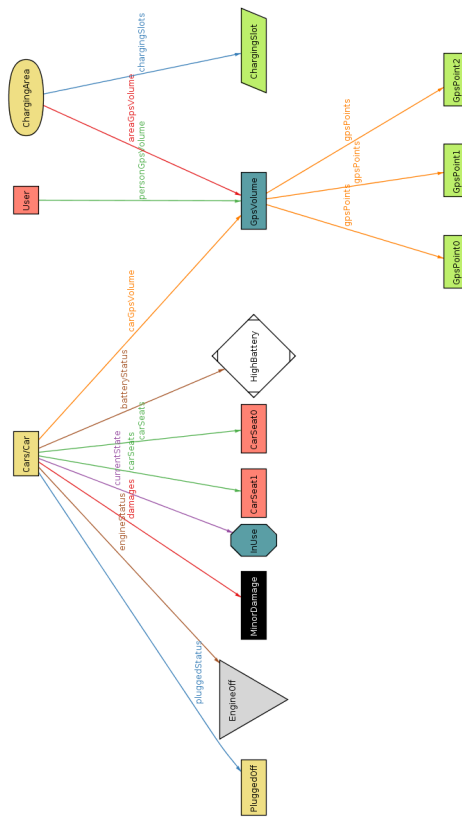 ChargingArea
User
Cars/Car
chargingSlots
areaGpsVolume
personGpsVolume
carGpsVolume
batteryStatus
carSeats
carSeats
currentState
damages
engineStatus
pluggedStatus
ChargingSlot
GpsVolume
HighBattery
CarSeat0
CarSeat1
InUse
MinorDamage
EngineOff
PluggedOff
gpsPoints
gpsPoints
gpsPoints
GpsPoint2
GpsPoint1
GpsPoint0